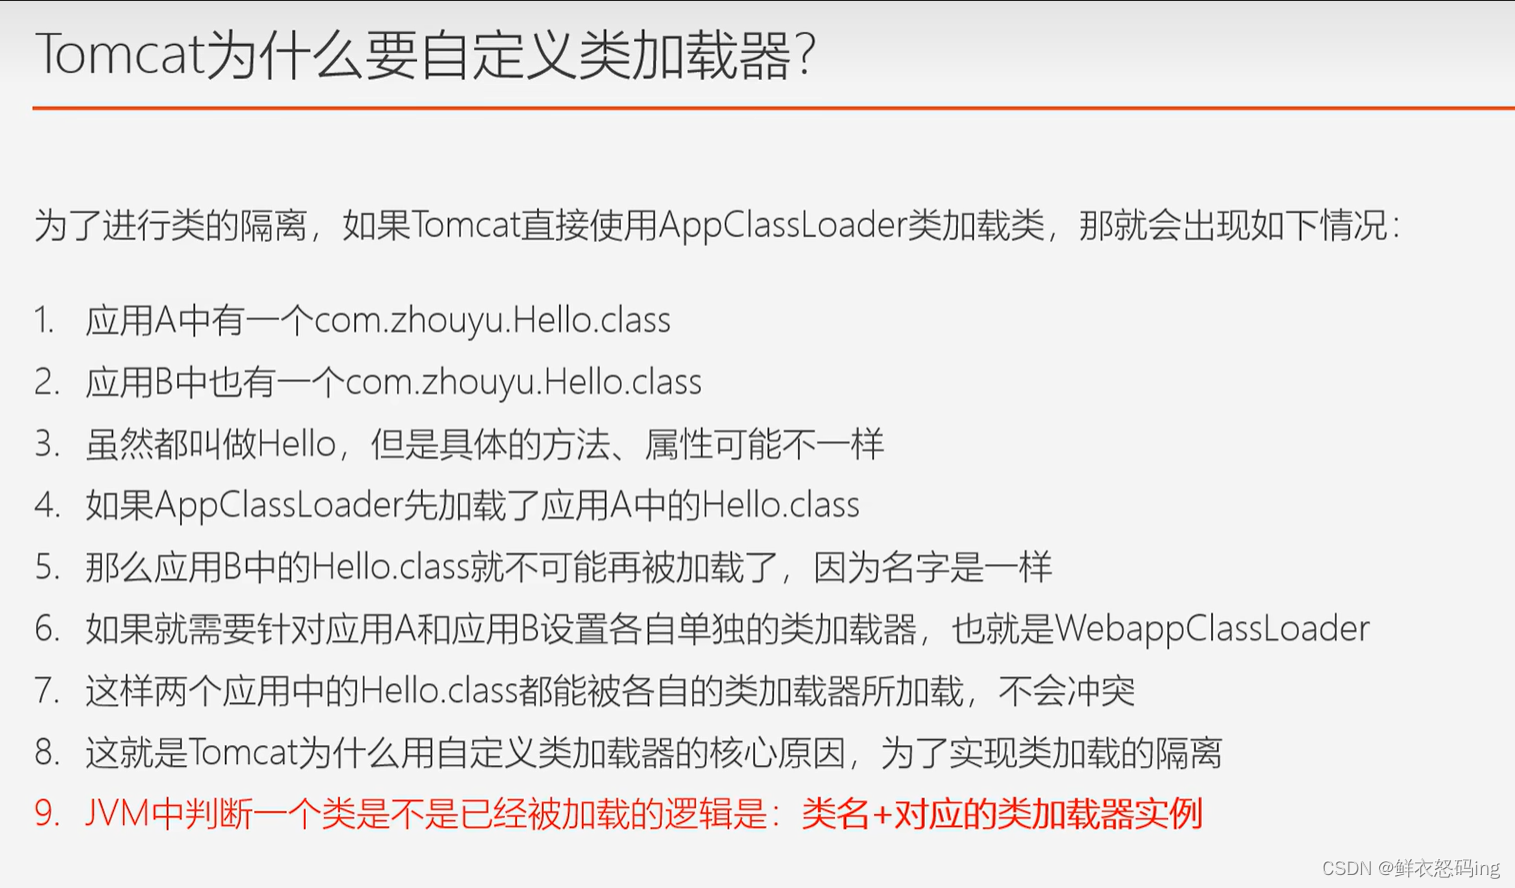 Tomcat为什么要自定义类加载器？
为了进行类的隔离，如果Tomcat直接使用AppClassLoader类加载类，那就会出现如下情况：
1. 应用A中有一个com.zhouyu.Hello.class
2. 应用B中也有一个com.zhouyu.Hello.class
3. 虽然都叫做Hello，但是具体的方法、属性可能不一样
4. 如果AppClassLoader先加载了应用A中的Hello.class
5. 那么应用B中的Hello.class就不可能再被加载了，因为名字是一样
6. 如果就需要针对应用A和应用B设置各自单独的类加载器，也就是WebappClassLoader
7. 这样两个应用中的Hello.class都能被各自的类加载器所加载，不会冲突
8. 这就是Tomcat为什么用自定义类加载器的核心原因，为了实现类加载的隔离
9. JVM中判断一个类是不是已经被加载的逻辑是：类名+对应的类加载器实例
CSDN @鲜衣怒码ing